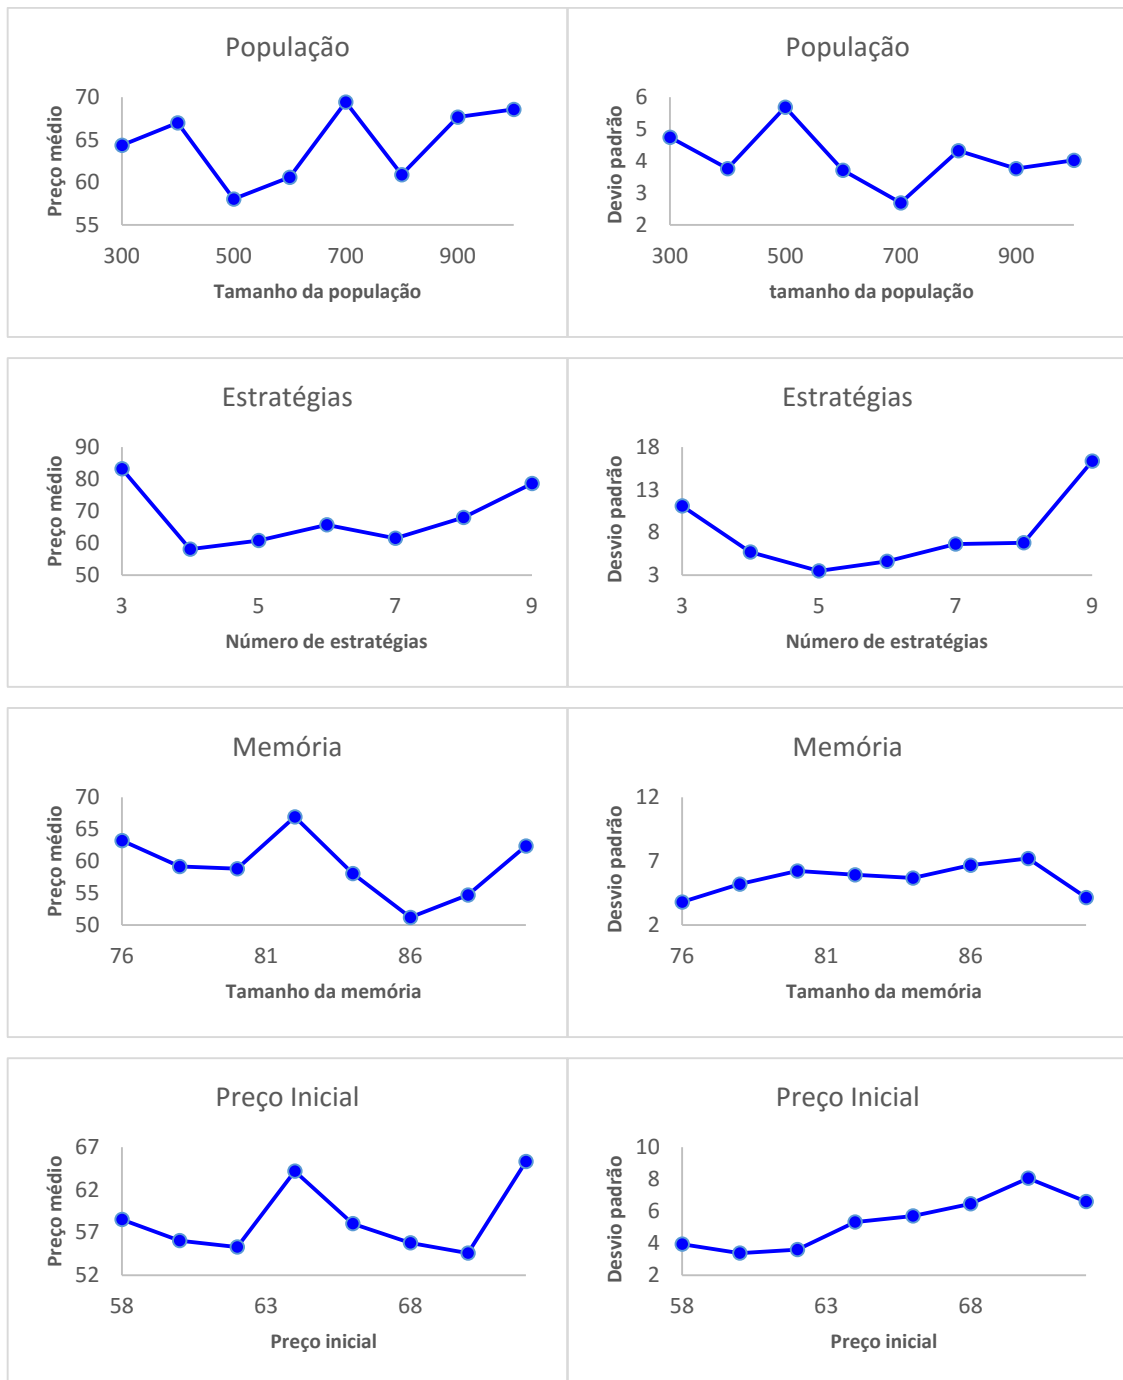 População
Preço médio
70
65
60
55
300 500 700 900
Tamanho da população
População
Devio padrão
6
5
4
3
2
300 500 700 900
tamanho da população
Estratégias
Preço médio
90
80
70
60
50
3 5 7 9
Número de estratégias
Estratégias
Desvio padrão
18
13
8
3
3 5 7 9
Número de estratégias
Memória
Preço médio
70
65
60
55
50
76 81 86
Tamanho da memória
Memória
Desvio padrão
12
7
2
76 81 86
Tamanho da memória
Preço Inicial
Preço médio
67
62
57
52
58 63 68
Preço inicial
Preço Inicial
Desvio padrão
10
8
6
4
2
58 63 68
Preço inicial